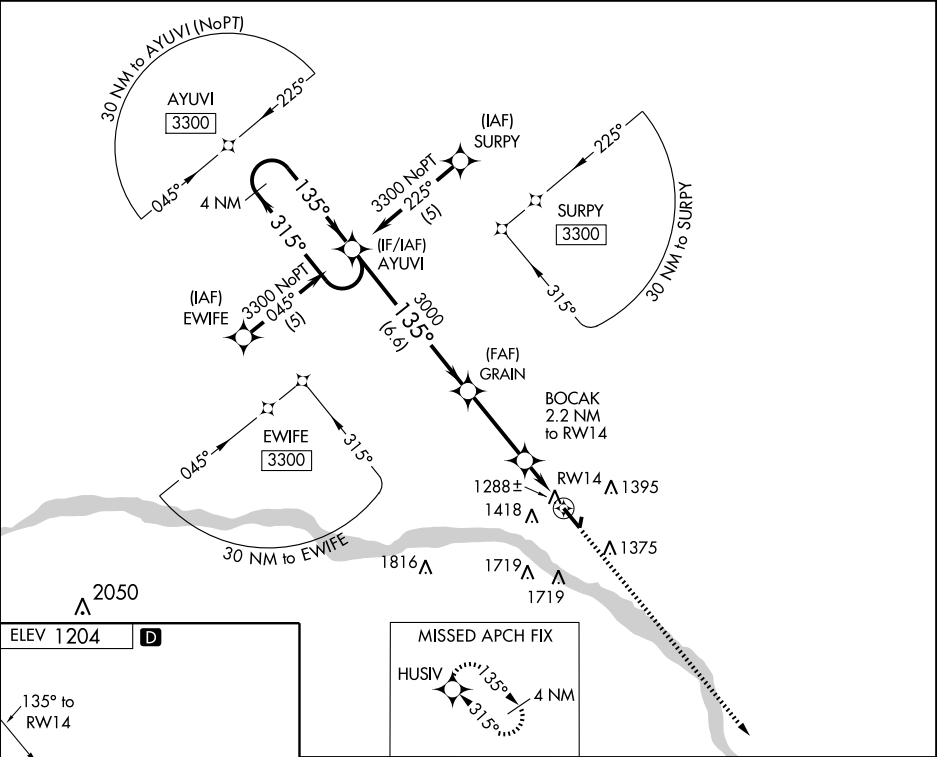 30 NM to AYUVI (NoPT)
AYUVI
3300
225°
045°
(IAF)
SURPY
3300 NoPT
225°
(5)
225°
SURPY
3300
315°
30 NM to SURPY
4 NM
135°
315°
(IF/IAF)
AYUVI
(IAF)
EWIFE
3300 NoPT
045°
(5)
3000
135°
(6.6)
(FAF)
GRAIN
BOCAK
2.2 NM
to RW14
EWIFE
3300
045°
315°
30 NM to EWIFE
RW14
1288±
1395
1418
1375
1816
1719
1719
2050
ELEV 1204
D
135° to
RW14
MISSED APCH FIX
HUSIV
135°
315°
4 NM